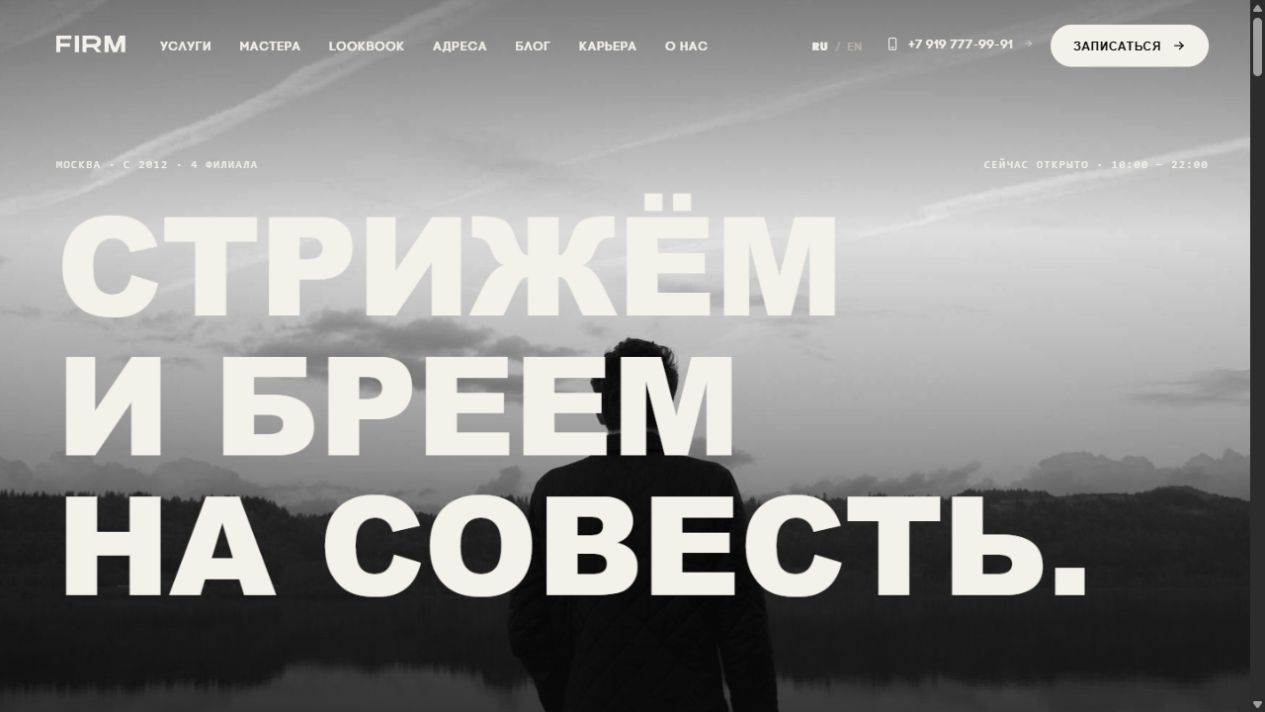 FIRM УСЛУГИ МАСТЕРА LOOKBOOK АДРЕСА БЛОГ КАРЬЕРА О НАС RU / EN +7 919 777-99-91 → ЗАПИСАТЬСЯ →
МОСКВА · С 2012 · 4 ФИЛИАЛА
СЕЙЧАС ОТКРЫТО · 10:00 — 22:00
СТРИЖЁМ
И БРЕЕМ
НА СОВЕСТЬ.